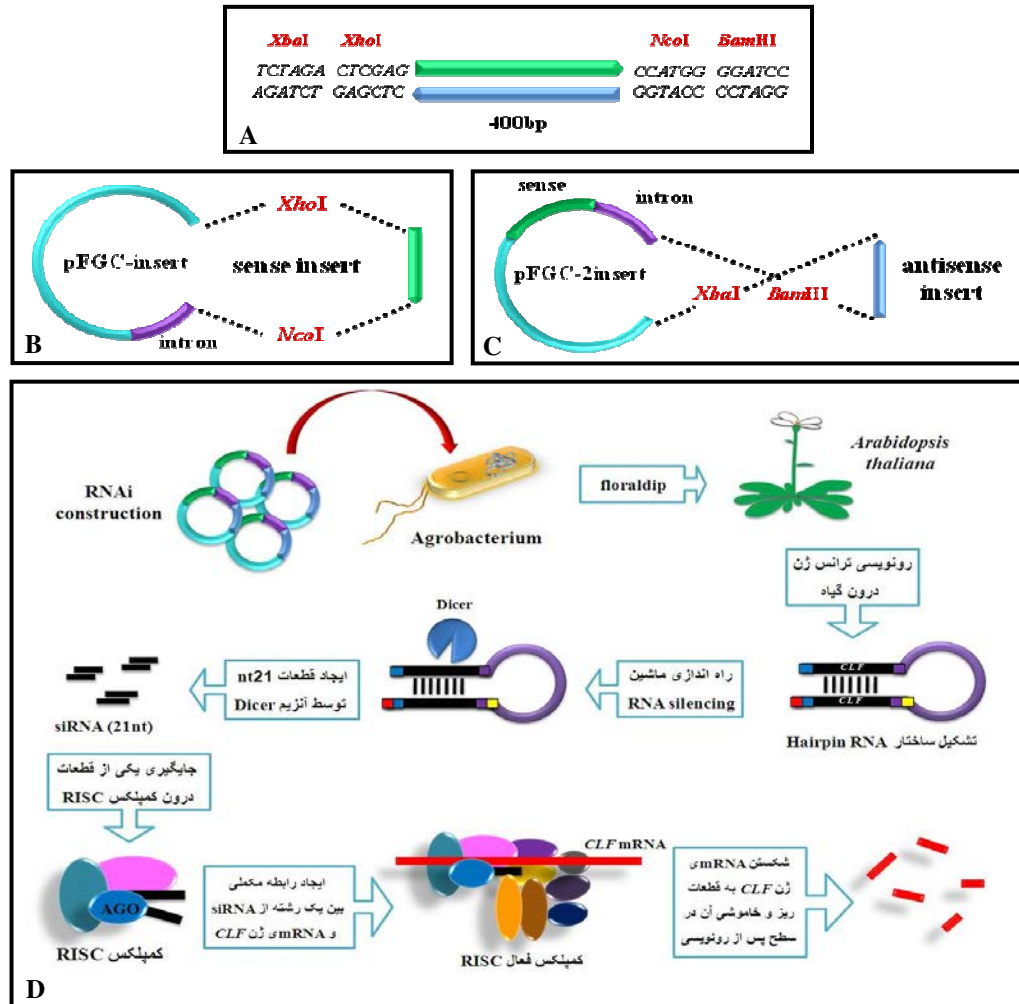 XbaI XhoI NcoI BamHI
TCTAGA CTCGAG CCATGG GGATCC
AGATCT GAGCTC GGTACC CCTAGG
400bp
A
pFGC-insert
XhoI
sense insert
NcoI
intron
B
sense
intron
pFGC-2insert
XbaI BamHI
antisense
insert
C
RNAi
construction
Agrobacterium
floraldip
Arabidopsis
thaliana
رونویسی ترانس ژن
درون گیاه
CLF
CLF
تشکیل ساختار Hairpin RNA
راه اندازی ماشین
RNA silencing
Dicer
ایجاد قطعات nt21
توسط آنزیم Dicer
siRNA (21nt)
جایگیری یکی از قطعات
درون کمپلکس RISC
AGO
کمپلکس RISC
ایجاد رابطه مکملی
بین یک رشته از siRNA
و mRNAی ژن CLF
CLF mRNA
کمپلکس فعال RISC
شکستن mRNAی
ژن CLF به قطعات
ریز و خاموشی آن در
سطح پس از رونویسی
D